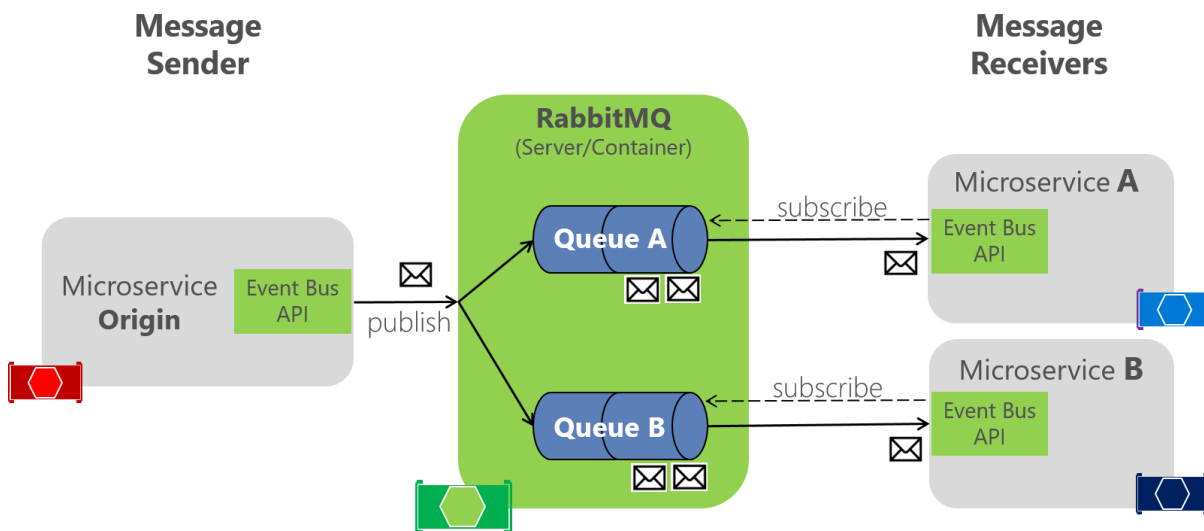 Message
Sender
Message
Receivers
RabbitMQ
(Server/Container)
Microservice A
subscribe
Event Bus
API
Queue A
Microservice
Origin
Event Bus
API
publish
Microservice B
subscribe
Event Bus
API
Queue B